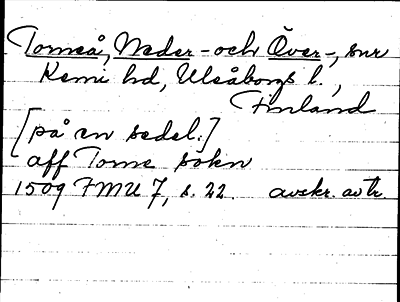 Torneå, Neder- och Över-, snr
Kemi hd, Uleåborgs l.,
Finland
[på en sedel:]
aff Torne sokn
1509 FMU 7, s. 22. avskr. avtr.